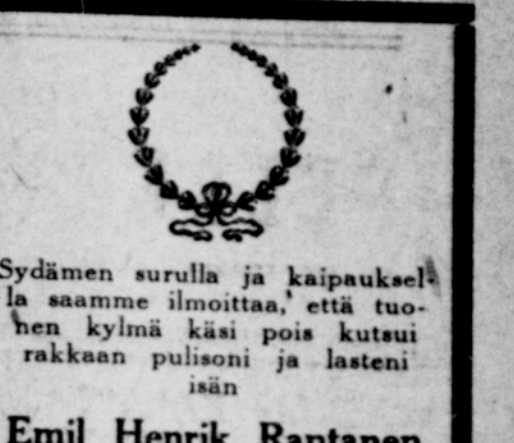 Sydämen surulla ja kaipauksel-
la saamme ilmoittaa, että tuo-
nen kylmä käsi pois kutsui
rakkaan pulisoni ja lasteni
isän
Emil Henrik Rantanen